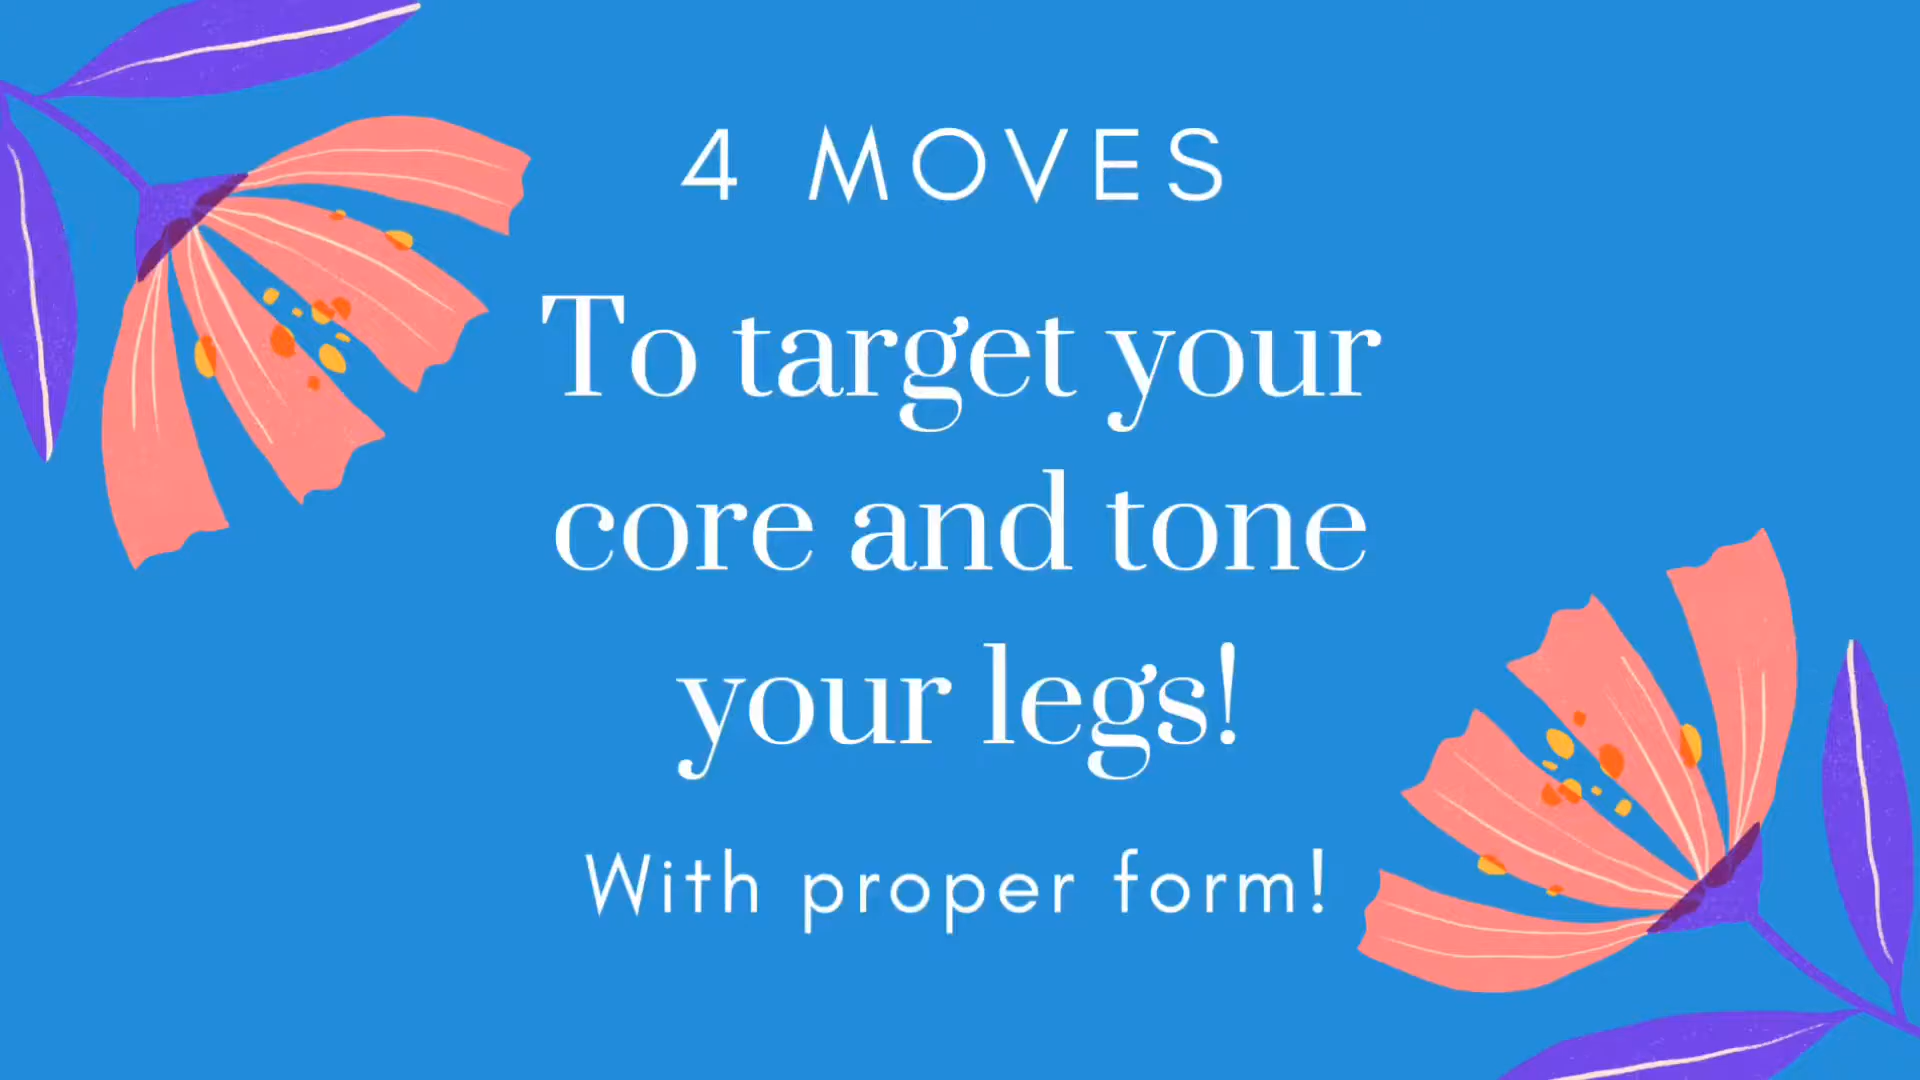 4 MOVES
To target your
core and tone
your legs!
With proper form!